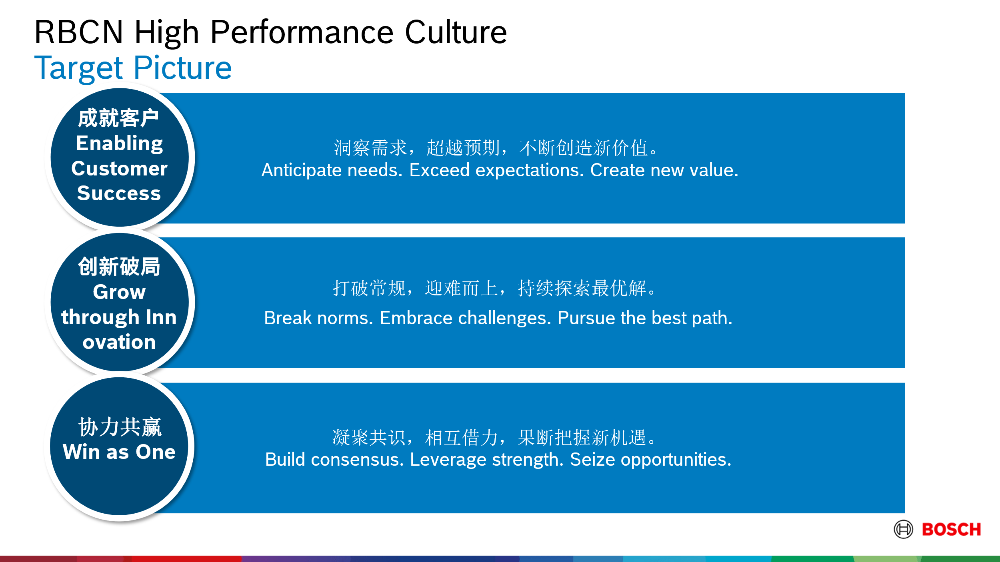 RBCN High Performance Culture
Target Picture
成就客户
Enabling
Customer
Success
洞察需求，超越预期，不断创造新价值。
Anticipate needs. Exceed expectations. Create new value.
创新破局
Grow
through Inn
ovation
打破常规，迎难而上，持续探索最优解。
Break norms. Embrace challenges. Pursue the best path.
协力共赢
Win as One
凝聚共识，相互借力，果断把握新机遇。
Build consensus. Leverage strength. Seize opportunities.
BOSCH